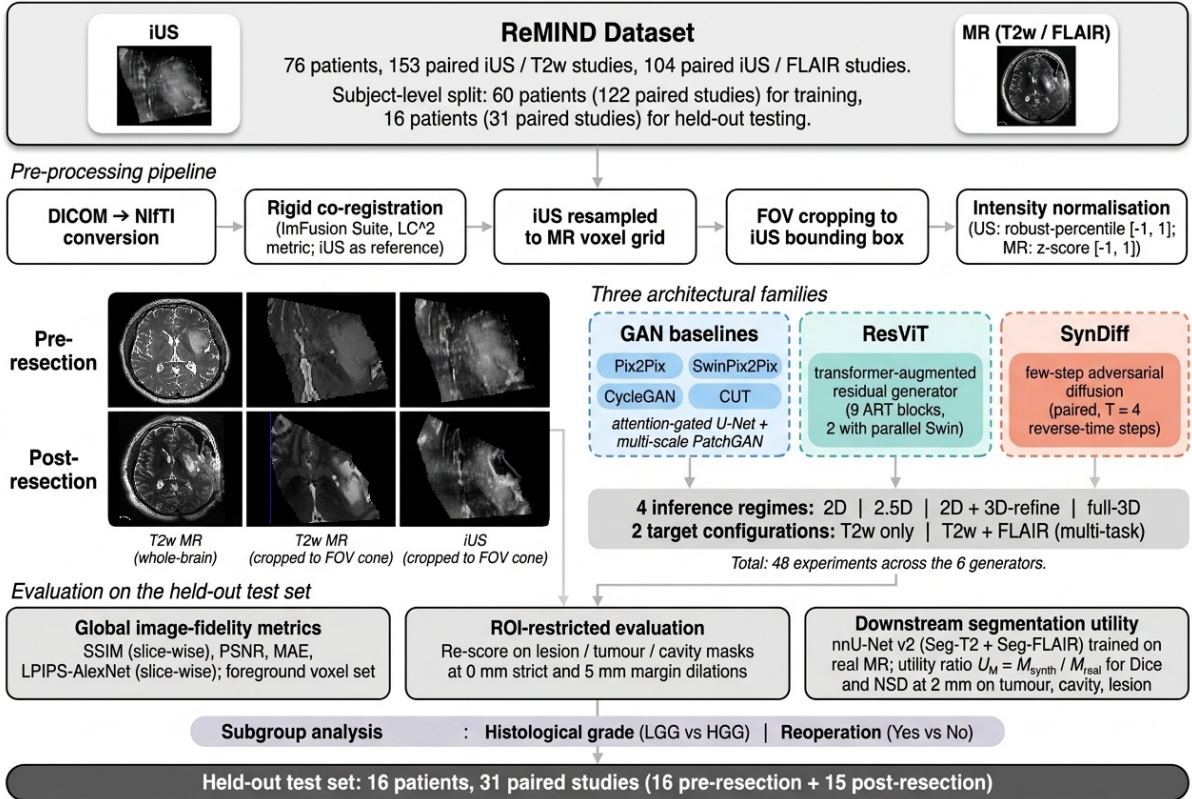 iUS
ReMIND Dataset
76 patients, 153 paired iUS / T2w studies, 104 paired iUS / FLAIR studies.
Subject-level split: 60 patients (122 paired studies) for training,
16 patients (31 paired studies) for held-out testing.
MR (T2w / FLAIR)
Pre-processing pipeline
DICOM → NIfTI
conversion
Rigid co-registration
(ImFusion Suite, LC^2
metric; iUS as reference)
iUS resampled
to MR voxel grid
FOV cropping to
iUS bounding box
Intensity normalisation
(US: robust-percentile [-1, 1];
MR: z-score [-1, 1])
Pre-
resection
Post-
resection
T2w MR
(whole-brain)
T2w MR
(cropped to FOV cone)
iUS
(cropped to FOV cone)
Three architectural families
GAN baselines
Pix2Pix
SwinPix2Pix
CycleGAN
CUT
attention-gated U-Net +
multi-scale PatchGAN
ResViT
transformer-augmented
residual generator
(9 ART blocks,
2 with parallel Swin)
SynDiff
few-step adversarial
diffusion
(paired, T = 4
reverse-time steps)
4 inference regimes: 2D | 2.5D | 2D + 3D-refine | full-3D
2 target configurations: T2w only | T2w + FLAIR (multi-task)
Total: 48 experiments across the 6 generators.
Evaluation on the held-out test set
Global image-fidelity metrics
SSIM (slice-wise), PSNR, MAE,
LPIPS-AlexNet (slice-wise); foreground voxel set
ROI-restricted evaluation
Re-score on lesion / tumour / cavity masks
at 0 mm strict and 5 mm margin dilations
Downstream segmentation utility
nnU-Net v2 (Seg-T2 + Seg-FLAIR) trained on
real MR; utility ratio U_M = M_synth / M_real for Dice
and NSD at 2 mm on tumour, cavity, lesion
Subgroup analysis : Histological grade (LGG vs HGG) | Reoperation (Yes vs No)
Held-out test set: 16 patients, 31 paired studies (16 pre-resection + 15 post-resection)